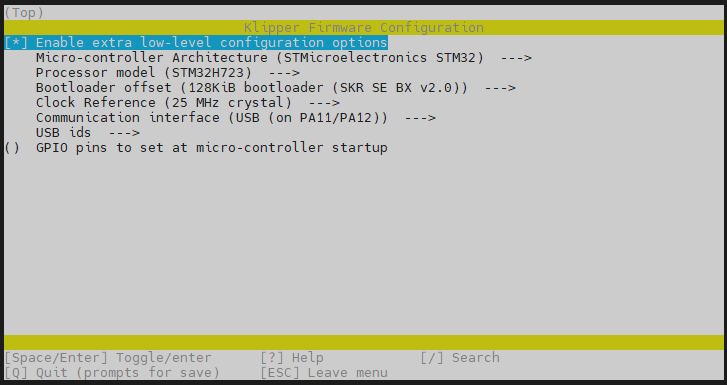 (Top)
Klipper Firmware Configuration
[*] Enable extra low-level configuration options
Micro-controller Architecture (STMicroelectronics STM32)  --->
Processor model (STM32H723)  --->
Bootloader offset (128KiB bootloader (SKR SE BX v2.0))  --->
Clock Reference (25 MHz crystal)  --->
Communication interface (USB (on PA11/PA12))  --->
USB ids  --->
()  GPIO pins to set at micro-controller startup
[Space/Enter] Toggle/enter      [?] Help            [/] Search
[Q] Quit (prompts for save)     [ESC] Leave menu